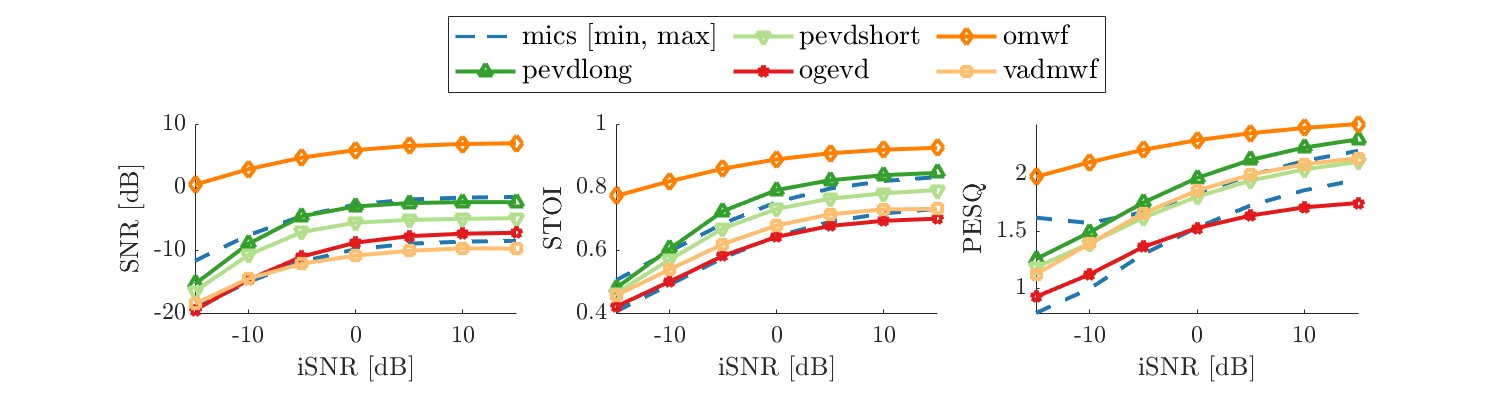 mics [min, max]
pevdshort
omwf
pevdlong
ogevd
vadmwf
10
0
-10
-20
SNR [dB]
-10
0
10
iSNR [dB]
1
0.8
0.6
0.4
STOI
-10
0
10
iSNR [dB]
2
1.5
1
PESQ
-10
0
10
iSNR [dB]